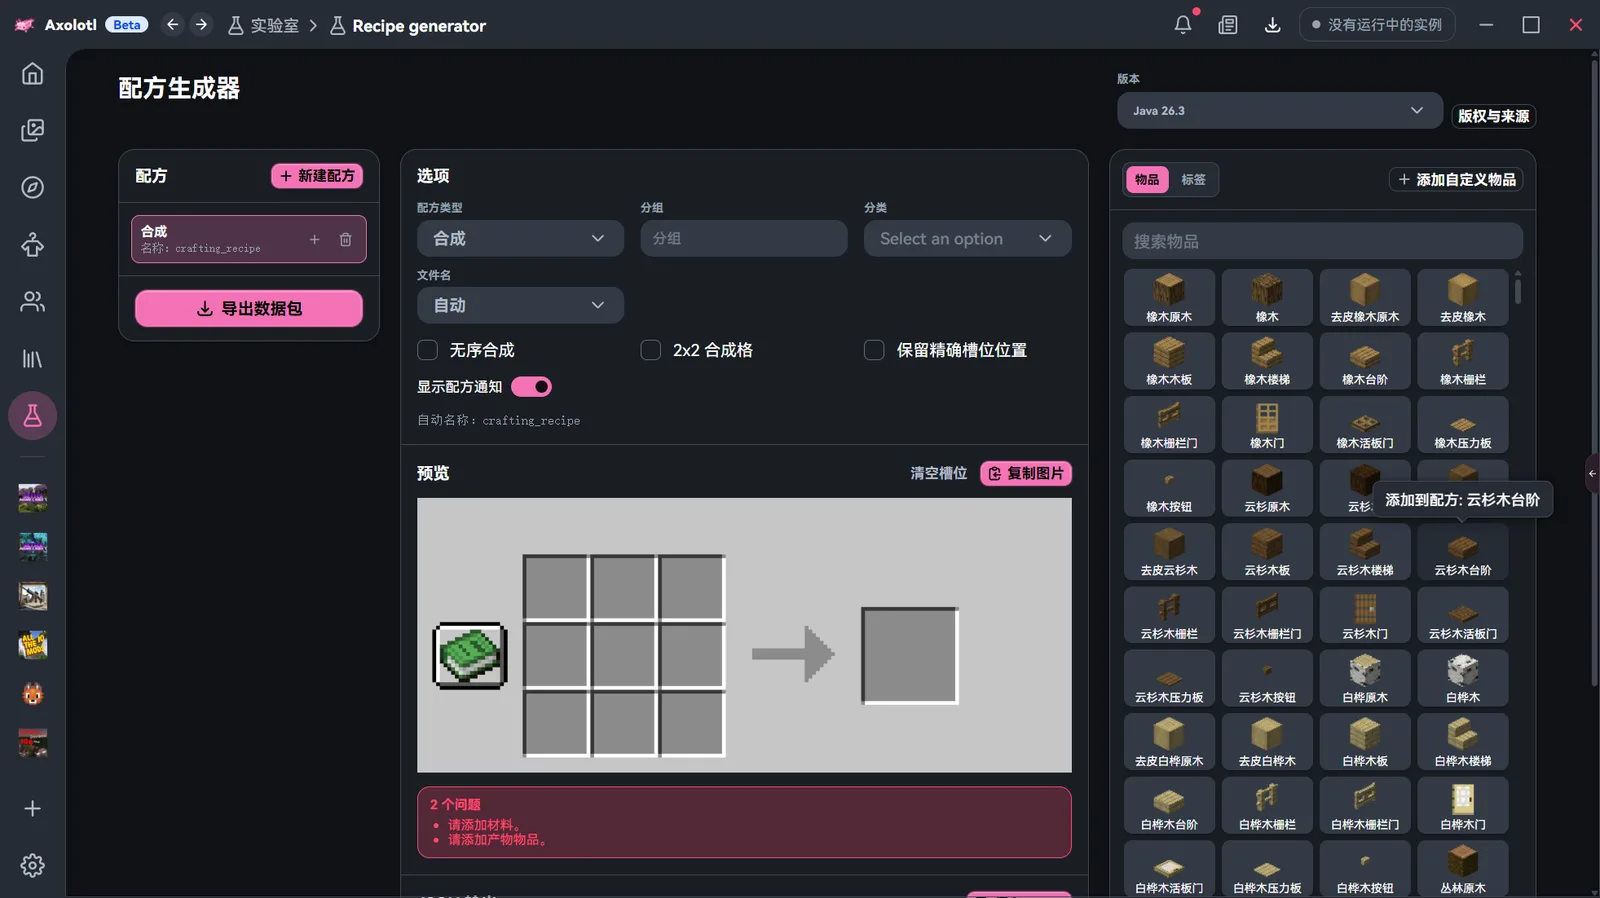 Axolotl Beta
实验室
Recipe generator
没有运行中的实例
配方生成器
版本
Java 26.3
版权与来源
配方
新建配方
合成
名称: crafting_recipe
导出数据包
选项
配方类型
分组
分类
合成
分组
Select an option
文件名
自动
无序合成
2x2 合成格
保留精确槽位位置
显示配方通知
自动名称: crafting_recipe
预览
清空槽位
复制图片
2 个问题
请添加材料。
请添加产物物品。
物品
标签
添加自定义物品
搜索物品
橡木原木
橡木
去皮橡木原木
去皮橡木
橡木木板
橡木楼梯
橡木台阶
橡木栅栏
橡木栅栏门
橡木门
橡木活板门
橡木压力板
橡木按钮
云杉原木
云杉
添加到配方: 云杉木台阶
去皮云杉木
云杉木板
云杉木楼梯
云杉木台阶
云杉木栅栏
云杉木栅栏门
云杉木门
云杉木活板门
云杉木压力板
云杉木按钮
白桦原木
白桦木
去皮白桦原木
去皮白桦木
白桦木板
白桦木楼梯
白桦木台阶
白桦木栅栏
白桦木栅栏门
白桦木门
白桦木活板门
白桦木压力板
白桦木按钮
丛林原木